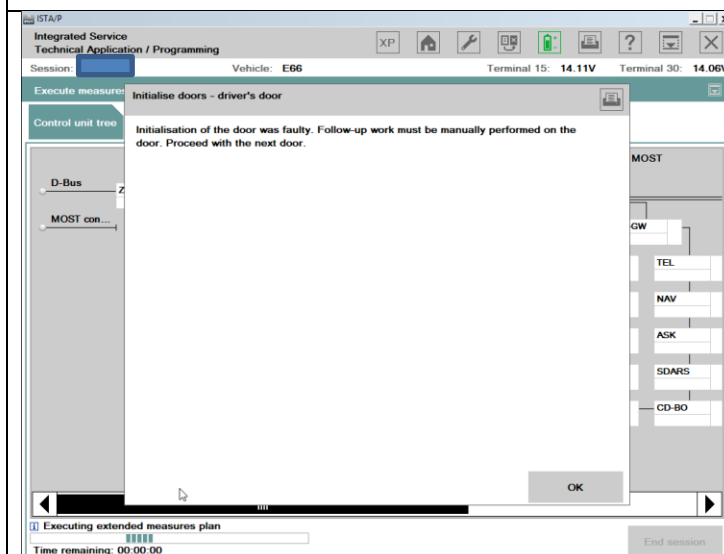 ISTA/P
Integrated Service
Technical Application / Programming
XP
?
Session:
Vehicle: E66
Terminal 15: 14.11V
Terminal 30: 14.06V
Execute measures
Initialise doors - driver's door
Control unit tree
Initialisation of the door was faulty. Follow-up work must be manually performed on the
door. Proceed with the next door.
MOST
D-Bus
Z
MOST con...
GW
TEL
NAV
ASK
SDARS
CD-BO
OK
Executing extended measures plan
Time remaining: 00:00:00
End session